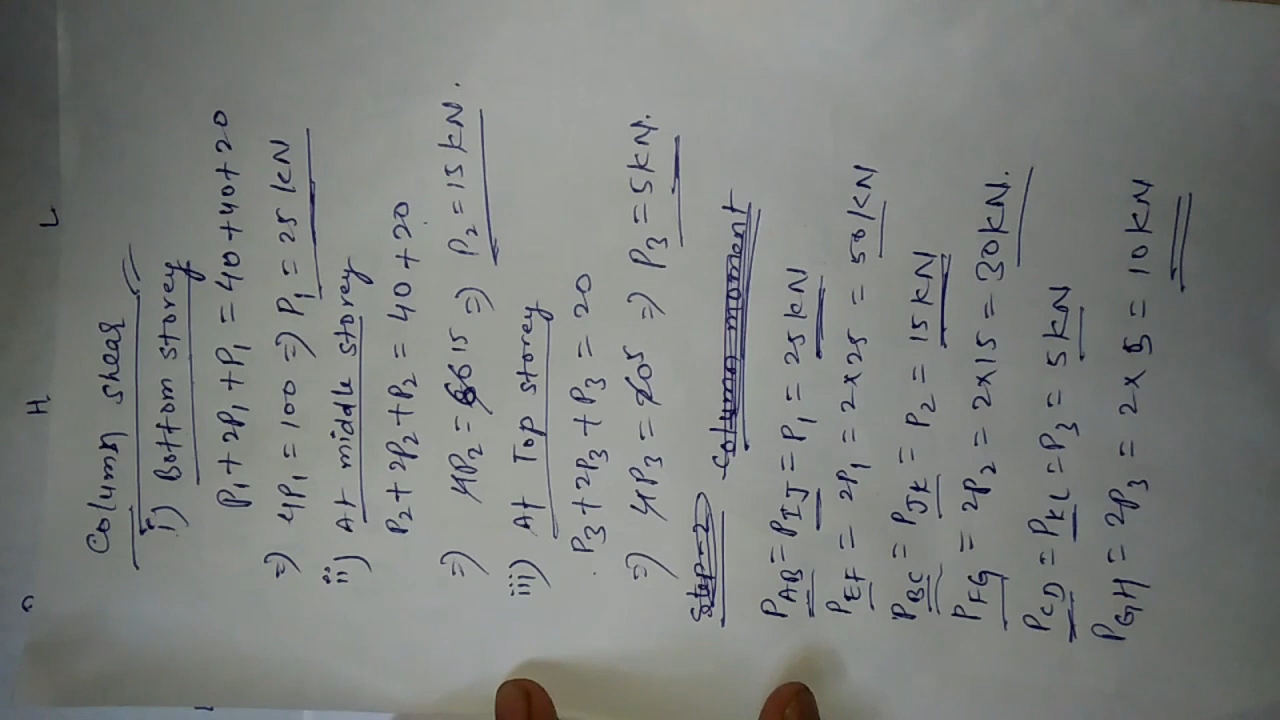 D H L
Column shear
i) Bottom storey
P1 + 2P1 + P1 = 40+40+20
=) 4P1 = 100 =) P1 = 25 KN
ii) At middle storey
P2 + 2P2 + P2 = 40+20
=) 4P2 = 15 =) P2 = 15 KN.
iii) At Top storey
P3 + 2P3 + P3 = 20
=) 4P3 = 205 =) P3 = 5 KN.
Step-2 Column moment
PAB = PIJ = P1 = 25 KN
PEF = 2P1 = 2×25 = 50 KN
PBC = PJK = P2 = 15 KN
PFG = 2P2 = 2×15 = 30 KN.
PCD = PKL = P3 = 5 KN
PGH = 2P3 = 2×5 = 10 KN